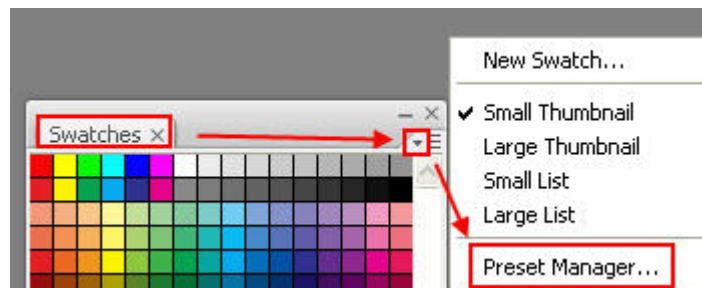 Swatches
New Swatch...
Small Thumbnail
Large Thumbnail
Small List
Large List
Preset Manager...